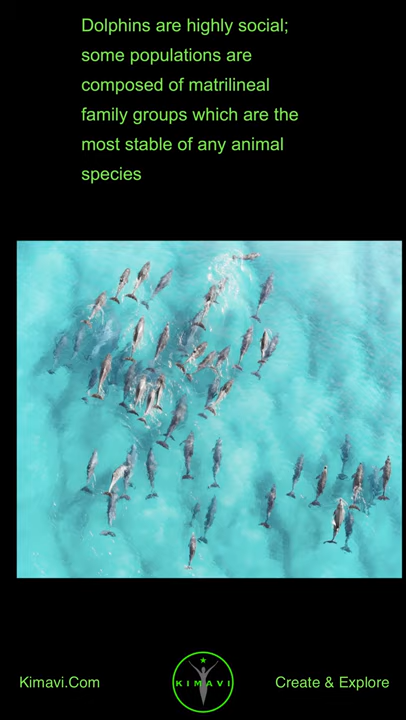 Dolphins are highly social;
some populations are
composed of matrilineal
family groups which are the
most stable of any animal
species
Kimavi.Com
KIMAVI
Create & Explore